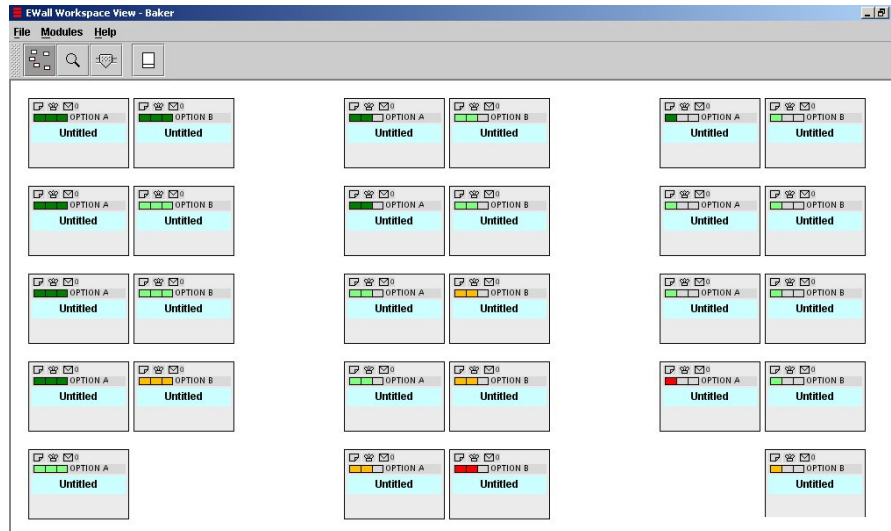 EWall Workspace View - Baker
File Modules Help
0 0 0 0 0 0
OPTION A OPTION B OPTION A OPTION B OPTION A OPTION B
Untitled Untitled Untitled Untitled Untitled Untitled
0 0 0 0 0 0
OPTION A OPTION B OPTION A OPTION B OPTION A OPTION B
Untitled Untitled Untitled Untitled Untitled Untitled
0 0 0 0 0 0
OPTION A OPTION B OPTION A OPTION B OPTION A OPTION B
Untitled Untitled Untitled Untitled Untitled Untitled
0 0 0 0 0 0
OPTION A OPTION B OPTION A OPTION B OPTION A OPTION B
Untitled Untitled Untitled Untitled Untitled Untitled
0 0 0 0
OPTION A OPTION A OPTION B OPTION B
Untitled Untitled Untitled Untitled